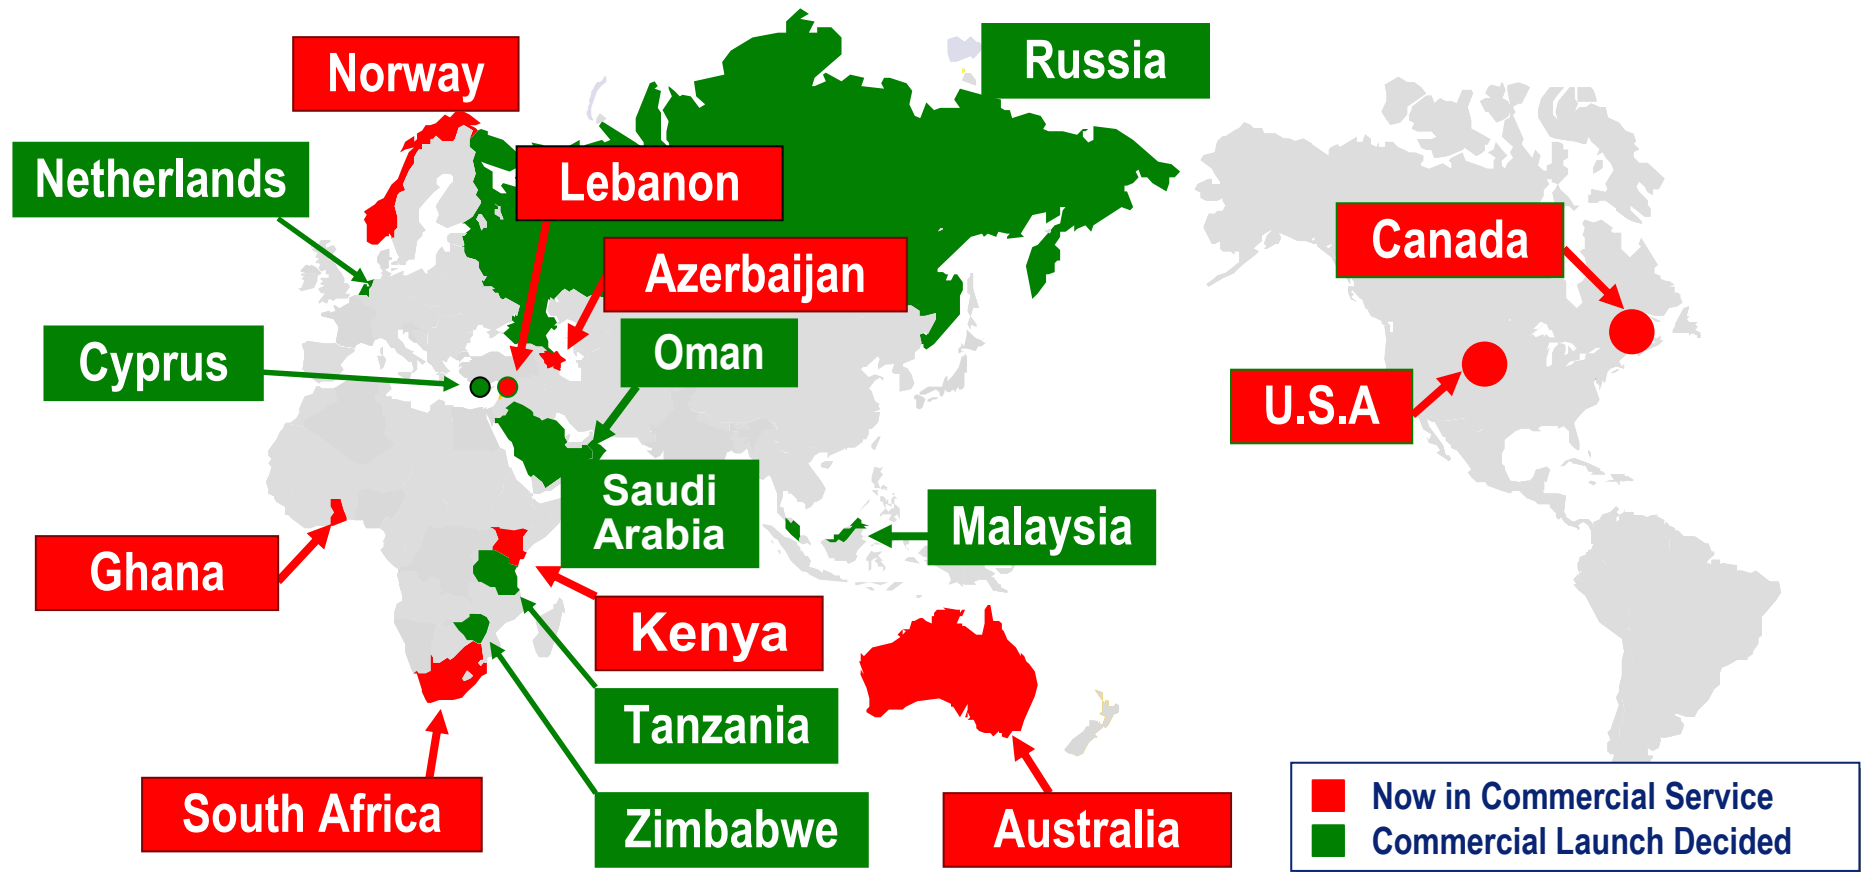 Norway
Russia
Netherlands
Lebanon
Canada
Azerbaijan
Cyprus
Oman
U.S.A
Saudi
Arabia
Malaysia
Ghana
Kenya
Tanzania
South Africa
Zimbabwe
Australia
Now in Commercial Service
Commercial Launch Decided